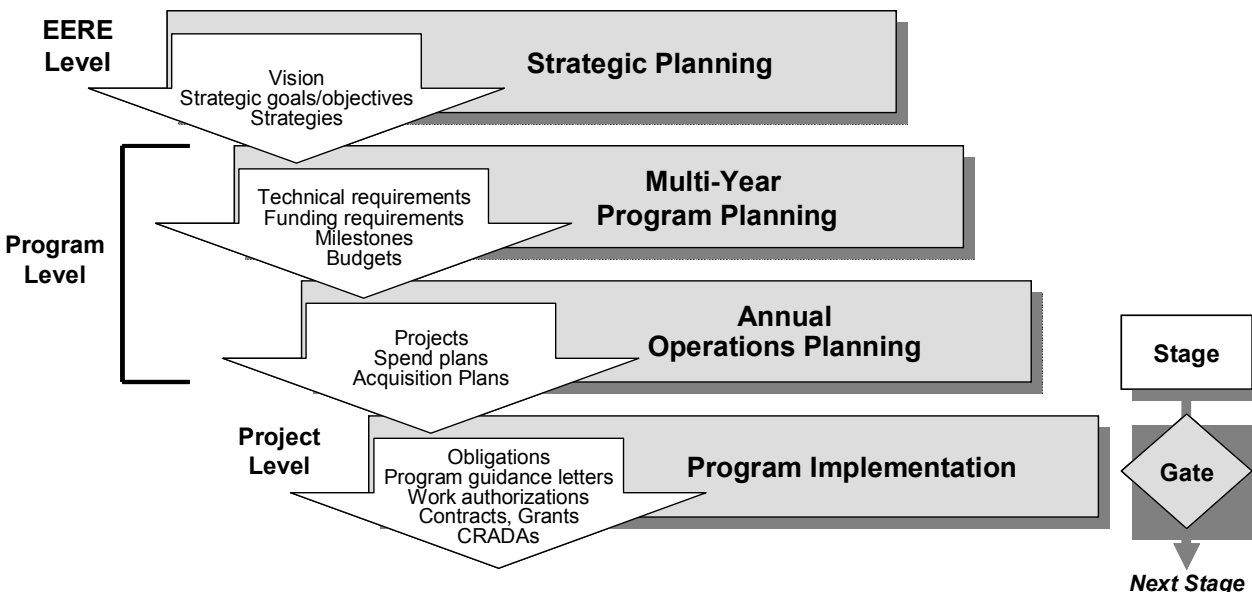 EERE
Level
Strategic Planning
Vision
Strategic goals/objectives
Strategies
Program
Level
Multi-Year
Program Planning
Technical requirements
Funding requirements
Milestones
Budgets
Annual
Operations Planning
Projects
Spend plans
Acquisition Plans
Project
Level
Program Implementation
Obligations
Program guidance letters
Work authorizations
Contracts, Grants
CRADAs
Stage
Gate
Next Stage